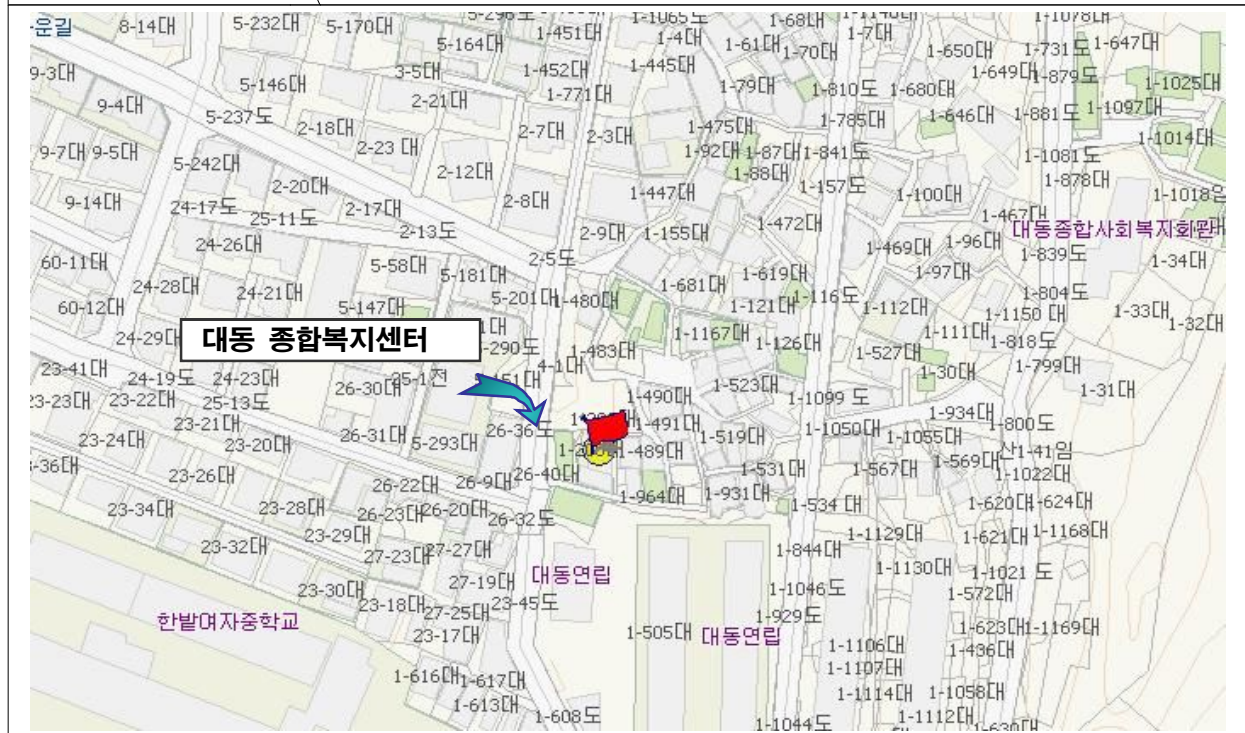 8-14대 5-232대 5-170대 1-451대 1-1065도 1-68대 1-1078대
5-164대 1-4대 1-61대 1-70대 1-7대 1-650대 1-731도 1-647대
9-3대 3-5대 1-452대 1-445대 1-649대 1-879도
5-146대 1-771대 1-79대 1-810도 1-680대 1-1025대
9-4대 2-21대 1-1097대
5-237도 2-18대 2-7대 2-3대 1-475대 1-785대 1-646대 1-881도
9-7대 9-5대 2-23 대 1-92대 1-87대 1-841도 1-1014대
5-242대 2-12대 1-88대 1-1081도
2-20대 1-447대 1-157도 1-100대 1-878대 1-1018임
9-14대 24-17도 25-11도 2-17대 2-8대 1-472대 1-467대
24-26대 2-13도 2-9대 1-155대 대동종합사회복지회관
60-11대 5-58대 5-181대 2-5도 1-619대 1-469대 1-96대 1-839도 1-34대
24-28대 24-21대 5-201대 1-480대 1-681대 1-116도 1-97대 1-804도
60-12대 5-147대 1-121대 1-112대 1-1150 대 1-33대 1-32대
24-29대 대동 종합복지센터 1-1167대 1-126대 1-111대 1-818도
23-41대 4-1대 1-483대 1-527대 1-799대
24-19도 24-23대 26-30대 25-1전 1-523대 1-30대 1-31대
23-23대 23-22대 25-13도 1-490대 1-1099 도
23-21대 1-491대 1-934대 1-800도
23-24대 23-20대 26-31대 5-293대 26-36도 1-519대 1-1050대 1-1055대
1-489대 1-569대 산1-41임
23-26대 26-22대 26-9대 26-40대 1-531대 1-567대 1-1022대
23-34대 23-28대 26-23대 26-20대 26-32도 1-964대 1-931대 1-534 대 1-620대 1-624대
23-32대 23-29대 27-23대 27-27대 1-844대 1-1129대 1-621대 1-1168대
23-30대 27-19대 대동연립 1-1046도 1-1130대 1-1021 도
한밭여자중학교 23-18대 27-25대 23-45도 1-929도 1-572대
23-17대 1-505대 대동연립 1-1106대 1-623대 1-1169대
1-616대 1-617대 1-1107대 1-436대
1-613대 1-1114대 1-1058대
1-608도 1-1044도 1-1112대 1-630대